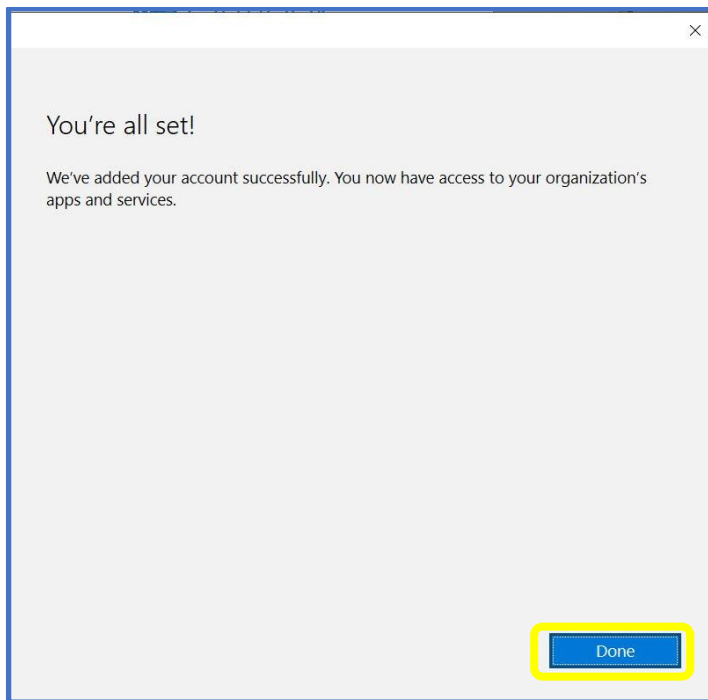 You're all set!
We've added your account successfully. You now have access to your organization's
apps and services.
Done